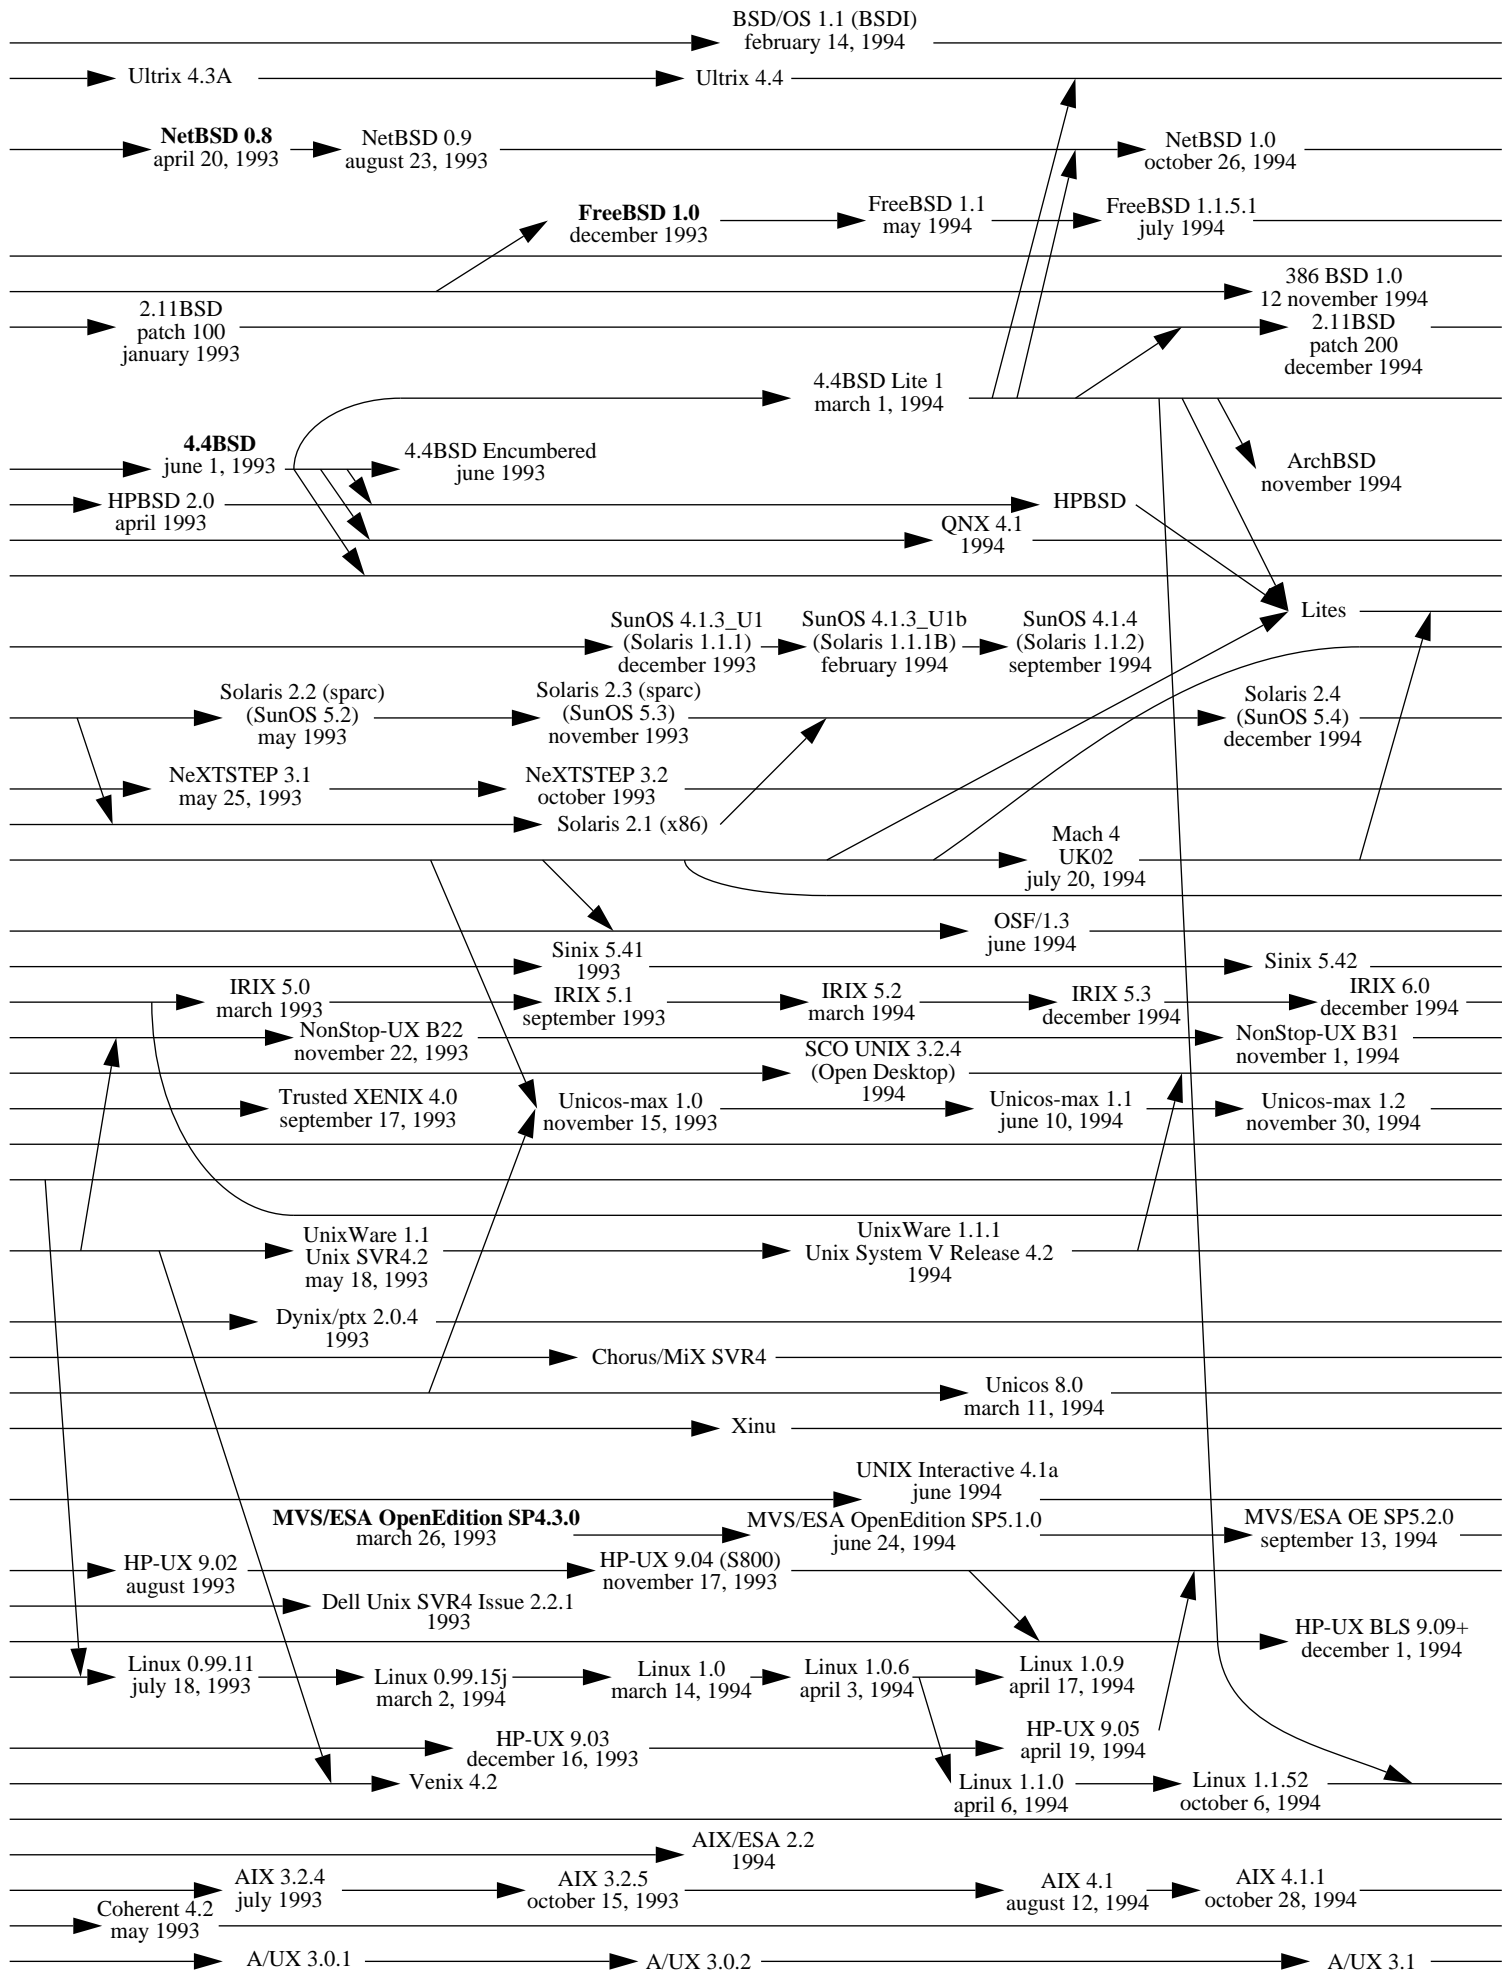 BSD/OS 1.1 (BSDI)
february 14, 1994
Ultrix 4.3A
Ultrix 4.4
NetBSD 0.8
april 20, 1993
NetBSD 0.9
august 23, 1993
NetBSD 1.0
october 26, 1994
FreeBSD 1.0
december 1993
FreeBSD 1.1
may 1994
FreeBSD 1.1.5.1
july 1994
386 BSD 1.0
12 november 1994
2.11BSD
patch 100
january 1993
2.11BSD
patch 200
december 1994
4.4BSD Lite 1
march 1, 1994
4.4BSD
june 1, 1993
4.4BSD Encumbered
june 1993
ArchBSD
november 1994
HPBSD 2.0
april 1993
HPBSD
QNX 4.1
1994
Lites
SunOS 4.1.3_U1
(Solaris 1.1.1)
december 1993
SunOS 4.1.3_U1b
(Solaris 1.1.1B)
february 1994
SunOS 4.1.4
(Solaris 1.1.2)
september 1994
Solaris 2.2 (sparc)
(SunOS 5.2)
may 1993
Solaris 2.3 (sparc)
(SunOS 5.3)
november 1993
Solaris 2.4
(SunOS 5.4)
december 1994
NeXTSTEP 3.1
may 25, 1993
NeXTSTEP 3.2
october 1993
Solaris 2.1 (x86)
Mach 4
UK02
july 20, 1994
OSF/1.3
june 1994
Sinix 5.41
1993
Sinix 5.42
IRIX 5.0
march 1993
IRIX 5.1
september 1993
IRIX 5.2
march 1994
IRIX 5.3
december 1994
IRIX 6.0
december 1994
NonStop-UX B22
november 22, 1993
NonStop-UX B31
november 1, 1994
SCO UNIX 3.2.4
(Open Desktop)
1994
Trusted XENIX 4.0
september 17, 1993
Unicos-max 1.0
november 15, 1993
Unicos-max 1.1
june 10, 1994
Unicos-max 1.2
november 30, 1994
UnixWare 1.1
Unix SVR4.2
may 18, 1993
UnixWare 1.1.1
Unix System V Release 4.2
1994
Dynix/ptx 2.0.4
1993
Chorus/MiX SVR4
Unicos 8.0
march 11, 1994
Xinu
UNIX Interactive 4.1a
june 1994
MVS/ESA OpenEdition SP4.3.0
march 26, 1993
MVS/ESA OpenEdition SP5.1.0
june 24, 1994
MVS/ESA OE SP5.2.0
september 13, 1994
HP-UX 9.02
august 1993
HP-UX 9.04 (S800)
november 17, 1993
Dell Unix SVR4 Issue 2.2.1
1993
HP-UX BLS 9.09+
december 1, 1994
Linux 0.99.11
july 18, 1993
Linux 0.99.15j
march 2, 1994
Linux 1.0
march 14, 1994
Linux 1.0.6
april 3, 1994
Linux 1.0.9
april 17, 1994
HP-UX 9.03
december 16, 1993
HP-UX 9.05
april 19, 1994
Venix 4.2
Linux 1.1.0
april 6, 1994
Linux 1.1.52
october 6, 1994
AIX/ESA 2.2
1994
AIX 3.2.4
july 1993
AIX 3.2.5
october 15, 1993
AIX 4.1
august 12, 1994
AIX 4.1.1
october 28, 1994
Coherent 4.2
may 1993
A/UX 3.0.1
A/UX 3.0.2
A/UX 3.1